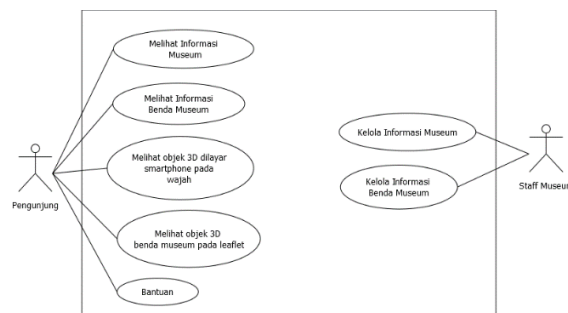 Melihat Informasi
Museum
Melihat Informasi
Benda Museum
Melihat objek 3D dilayar
smartphone pada
wajah
Melihat objek 3D
benda museum pada leaflet
Bantuan
Pengunjung
Kelola Informasi Museum
Kelola Informasi
Benda Museum
Staff Museum